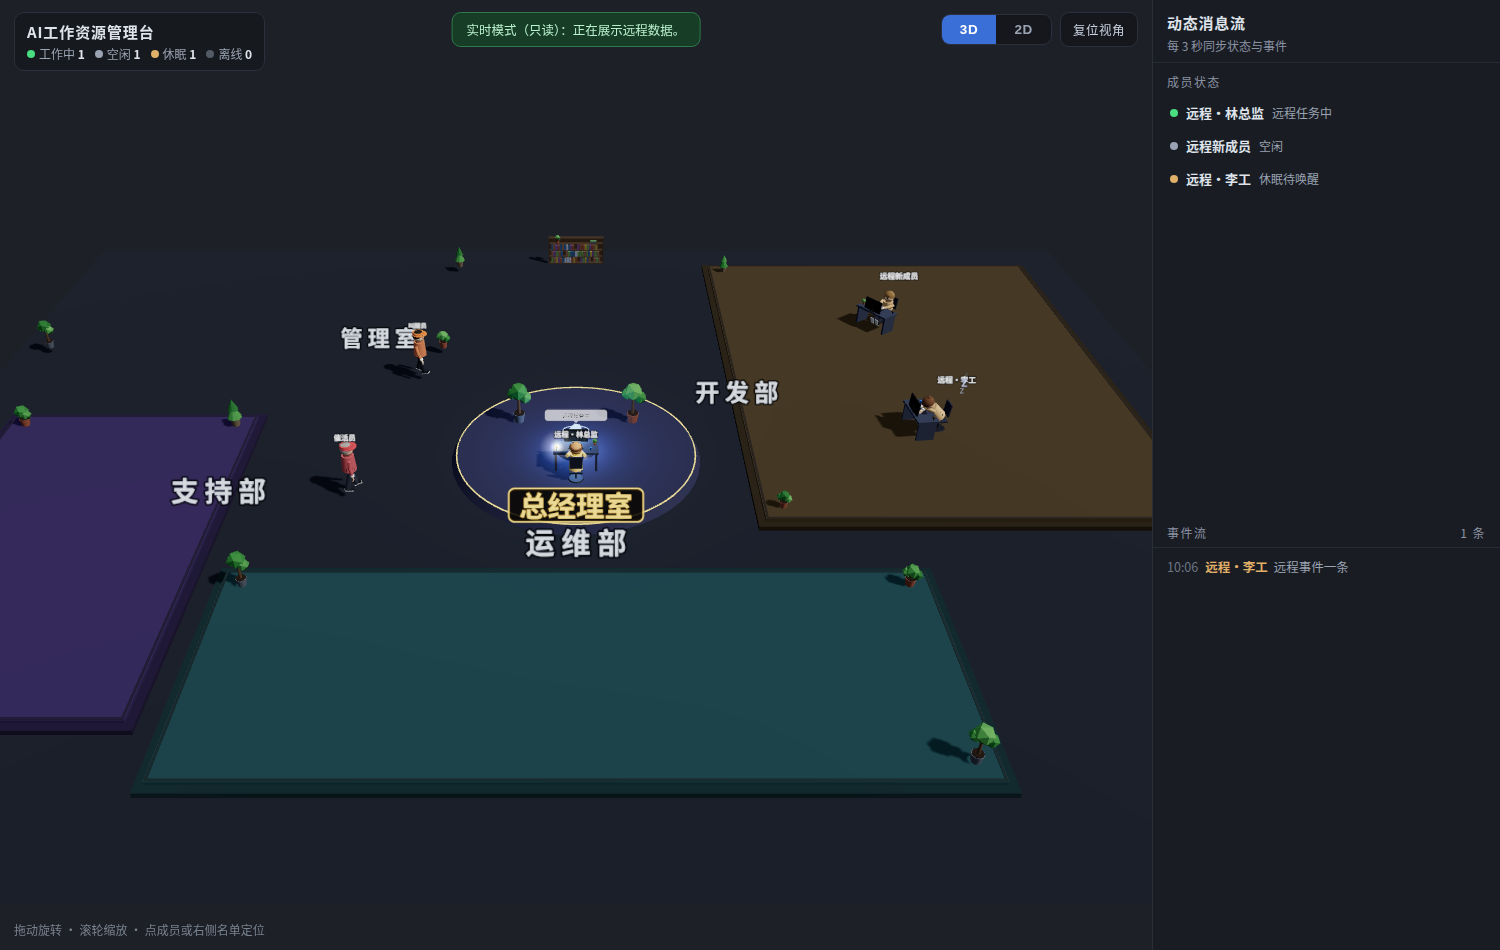 AI工作资源管理台
工作中 1 空闲 1 休眠 1 离线 0
实时模式（只读）：正在展示远程数据。
3D 2D 复位视角
动态消息流
每 3 秒同步状态与事件
成员状态
远程・林总监 远程任务中
远程新成员 空闲
远程・李工 休眠待唤醒
远程新成员
管理室
远程・李工
z
开发部
远程・林总监
支持部
总经理室
运维部
事件流 1 条
10:06 远程・李工 远程事件一条
拖动旋转 · 滚轮缩放 · 点成员或右侧名单定位